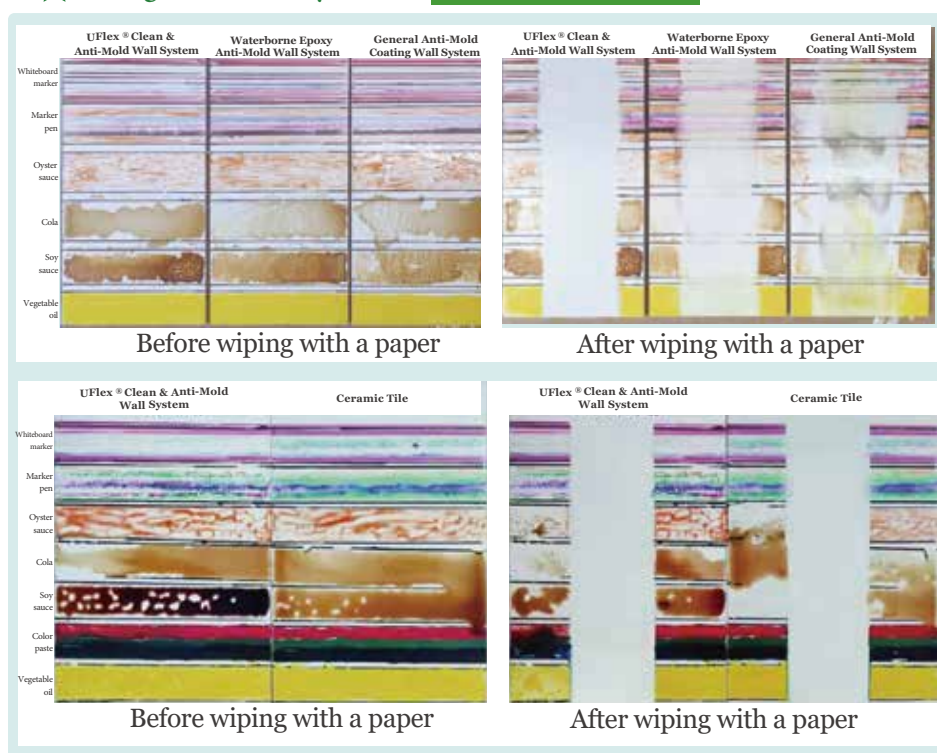 UFlex ® Clean &
Anti-Mold Wall System
Waterborne Epoxy
Anti-Mold Wall System
General Anti-Mold
Coating Wall System
Whiteboard
marker
Marker
pen
Oyster
sauce
Cola
Soy
sauce
Vegetable
oil
Before wiping with a paper
UFlex ® Clean &
Anti-Mold Wall System
Waterborne Epoxy
Anti-Mold Wall System
General Anti-Mold
Coating Wall System
After wiping with a paper
UFlex ® Clean & Anti-Mold
Wall System
Ceramic Tile
Whiteboard
marker
Marker
pen
Oyster
sauce
Cola
Soy
sauce
Color
paste
Vegetable
oil
Before wiping with a paper
UFlex ® Clean & Anti-Mold
Wall System
Ceramic Tile
After wiping with a paper